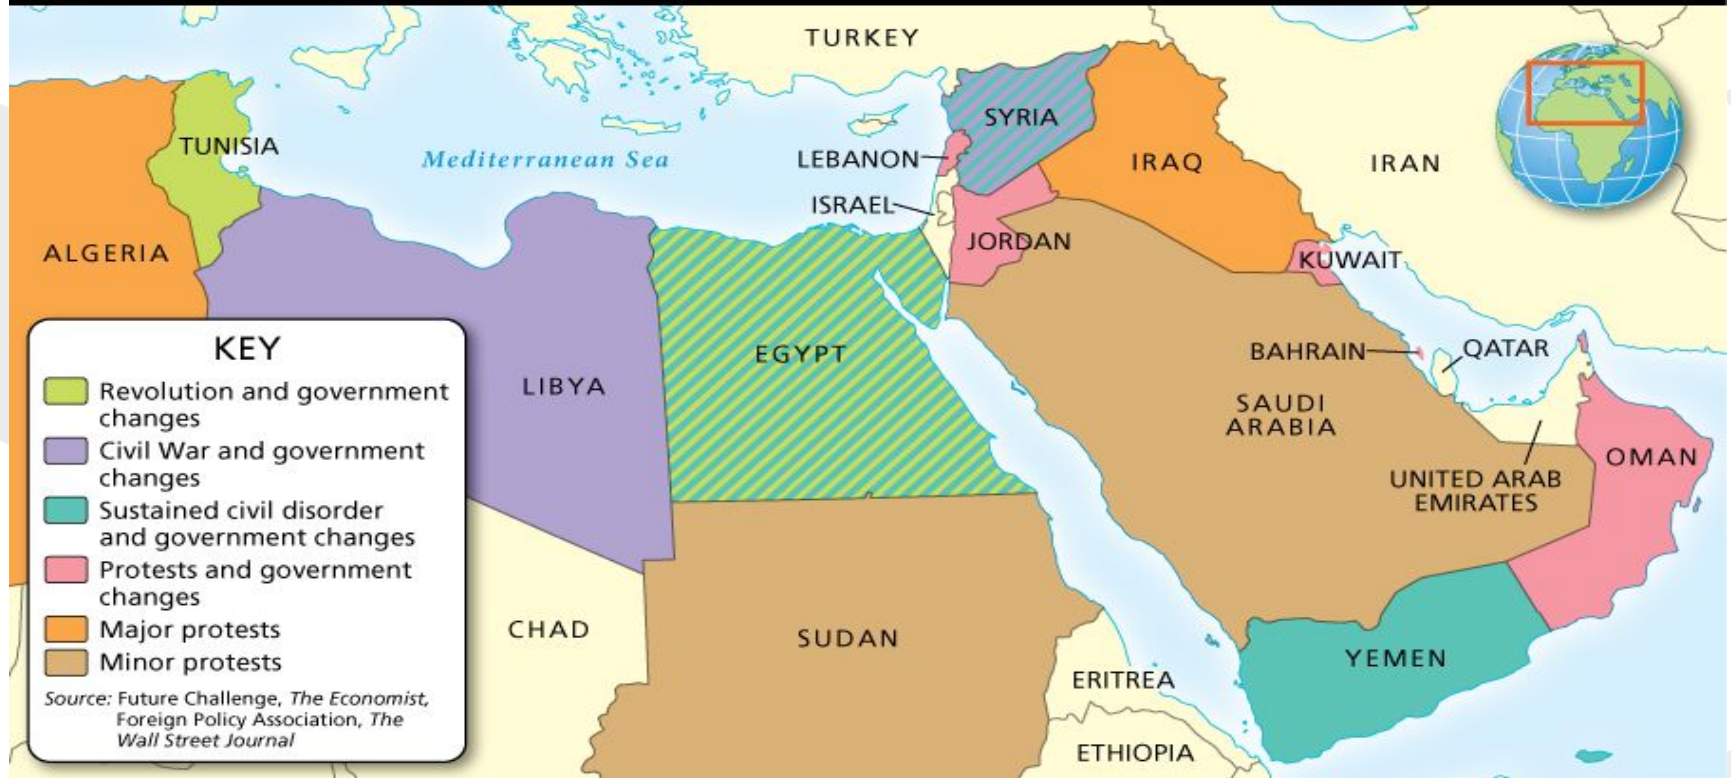 TURKEY
SYRIA
TUNISIA
Mediterranean Sea
LEBANON
IRAQ
IRAN
ISRAEL
ALGERIA
JORDAN
KUWAIT
EGYPT
LIBYA
BAHRAIN
QATAR
SAUDI
ARABIA
OMAN
UNITED ARAB
EMIRATES
CHAD
SUDAN
YEMEN
ERITREA
ETHIOPIA
KEY
Revolution and government
changes
Civil War and government
changes
Sustained civil disorder
and government changes
Protests and government
changes
Major protests
Minor protests
Source: Future Challenge, The Economist,
Foreign Policy Association, The
Wall Street Journal